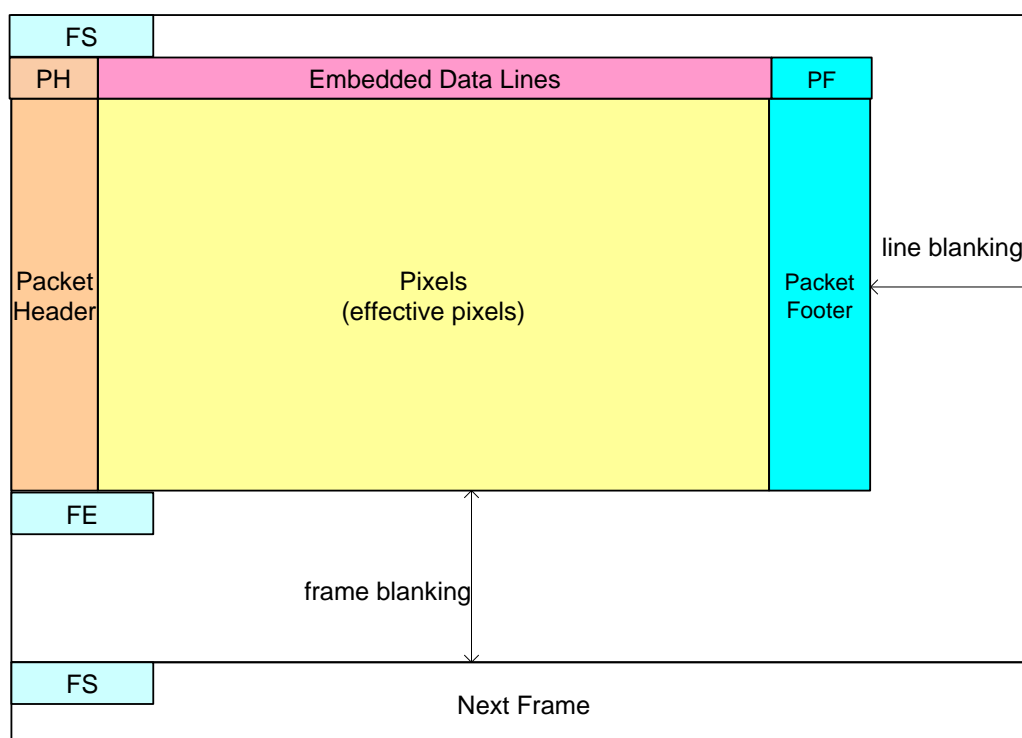 FS
PH
Embedded Data Lines
PF
line blanking
Packet
Header
Pixels
(effective pixels)
Packet
Footer
FE
frame blanking
FS
Next Frame